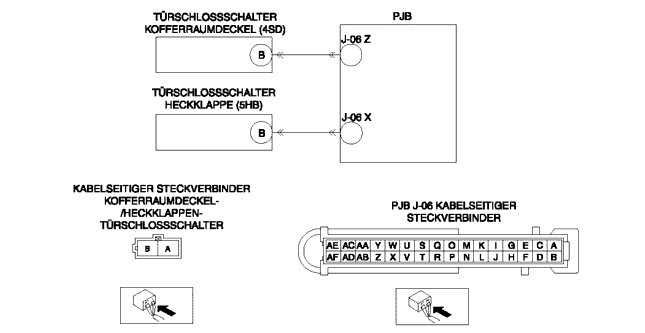 TÜRSCHLOSSSCHALTER
KOFFERRAUMDECKEL (4SD)
PJB
B
J-06 Z
TÜRSCHLOSSSCHALTER
HECKKLAPPE (5HB)
B
J-06 X
KABELSEITIGER STECKVERBINDER
KOFFERRAUMDECKEL-
/HECKKLAPPEN-
TÜRSCHLOSSSCHALTER
B A
PJB J-06 KABELSEITIGER
STECKVERBINDER
AE AC AA Y W U S Q O M K I G E C A
AF AD AB Z X V T R P N L J H F D B